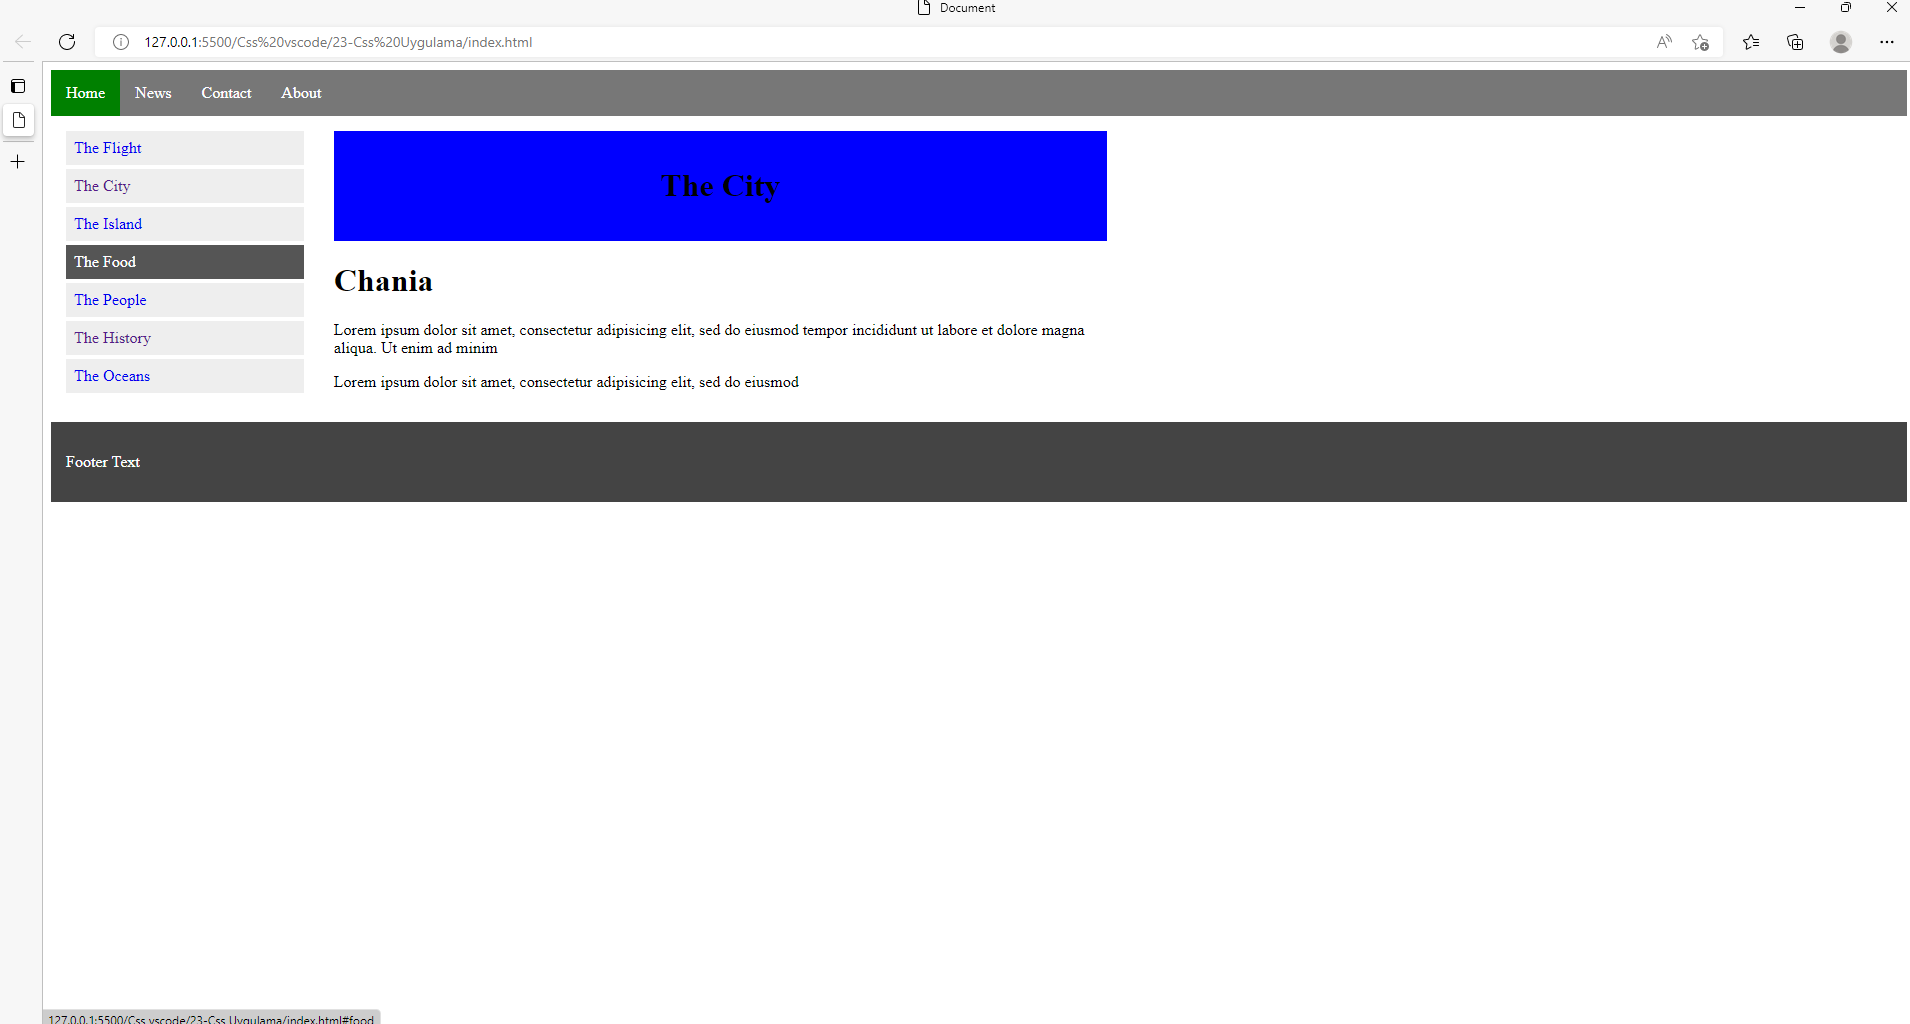 Document
127.0.0.1:5500/Css%20vscode/23-Css%20Uygulama/index.html
Home News Contact About
The Flight
The City
The Island
The Food
The People
The History
The Oceans
The City
Chania
Lorem ipsum dolor sit amet, consectetur adipisicing elit, sed do eiusmod tempor incididunt ut labore et dolore magna
aliqua. Ut enim ad minim
Lorem ipsum dolor sit amet, consectetur adipisicing elit, sed do eiusmod
Footer Text
127.0.0.1:5500/Css vscode/23-Css Uygulama/index.html#food